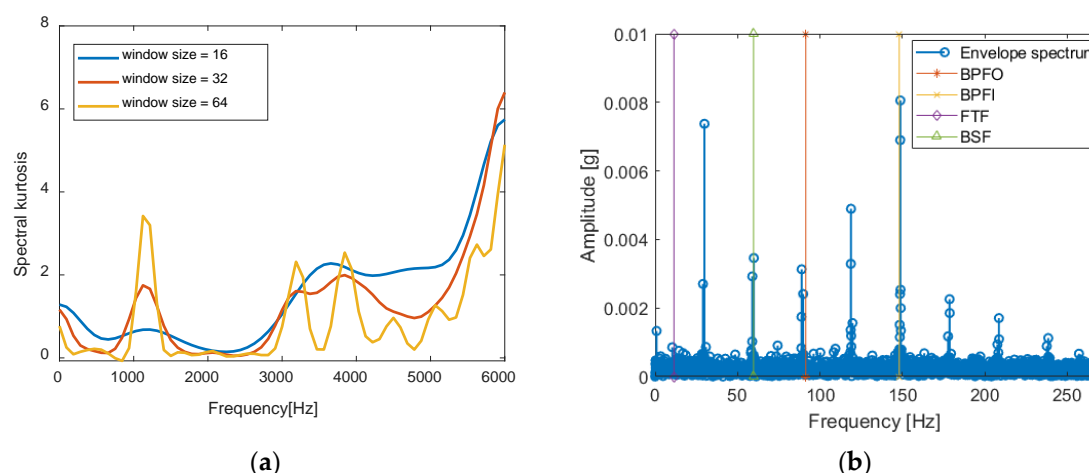 8
6
4
2
0
Spectral kurtosis
window size = 16
window size = 32
window size = 64
0 1000 2000 3000 4000 5000 6000
Frequency[Hz]
(a)
0.01
0.008
0.006
0.004
0.002
0
Amplitude [g]
Envelope spectrum
BPFO
BPFI
FTF
BSF
0 50 100 150 200 250
Frequency [Hz]
(b)